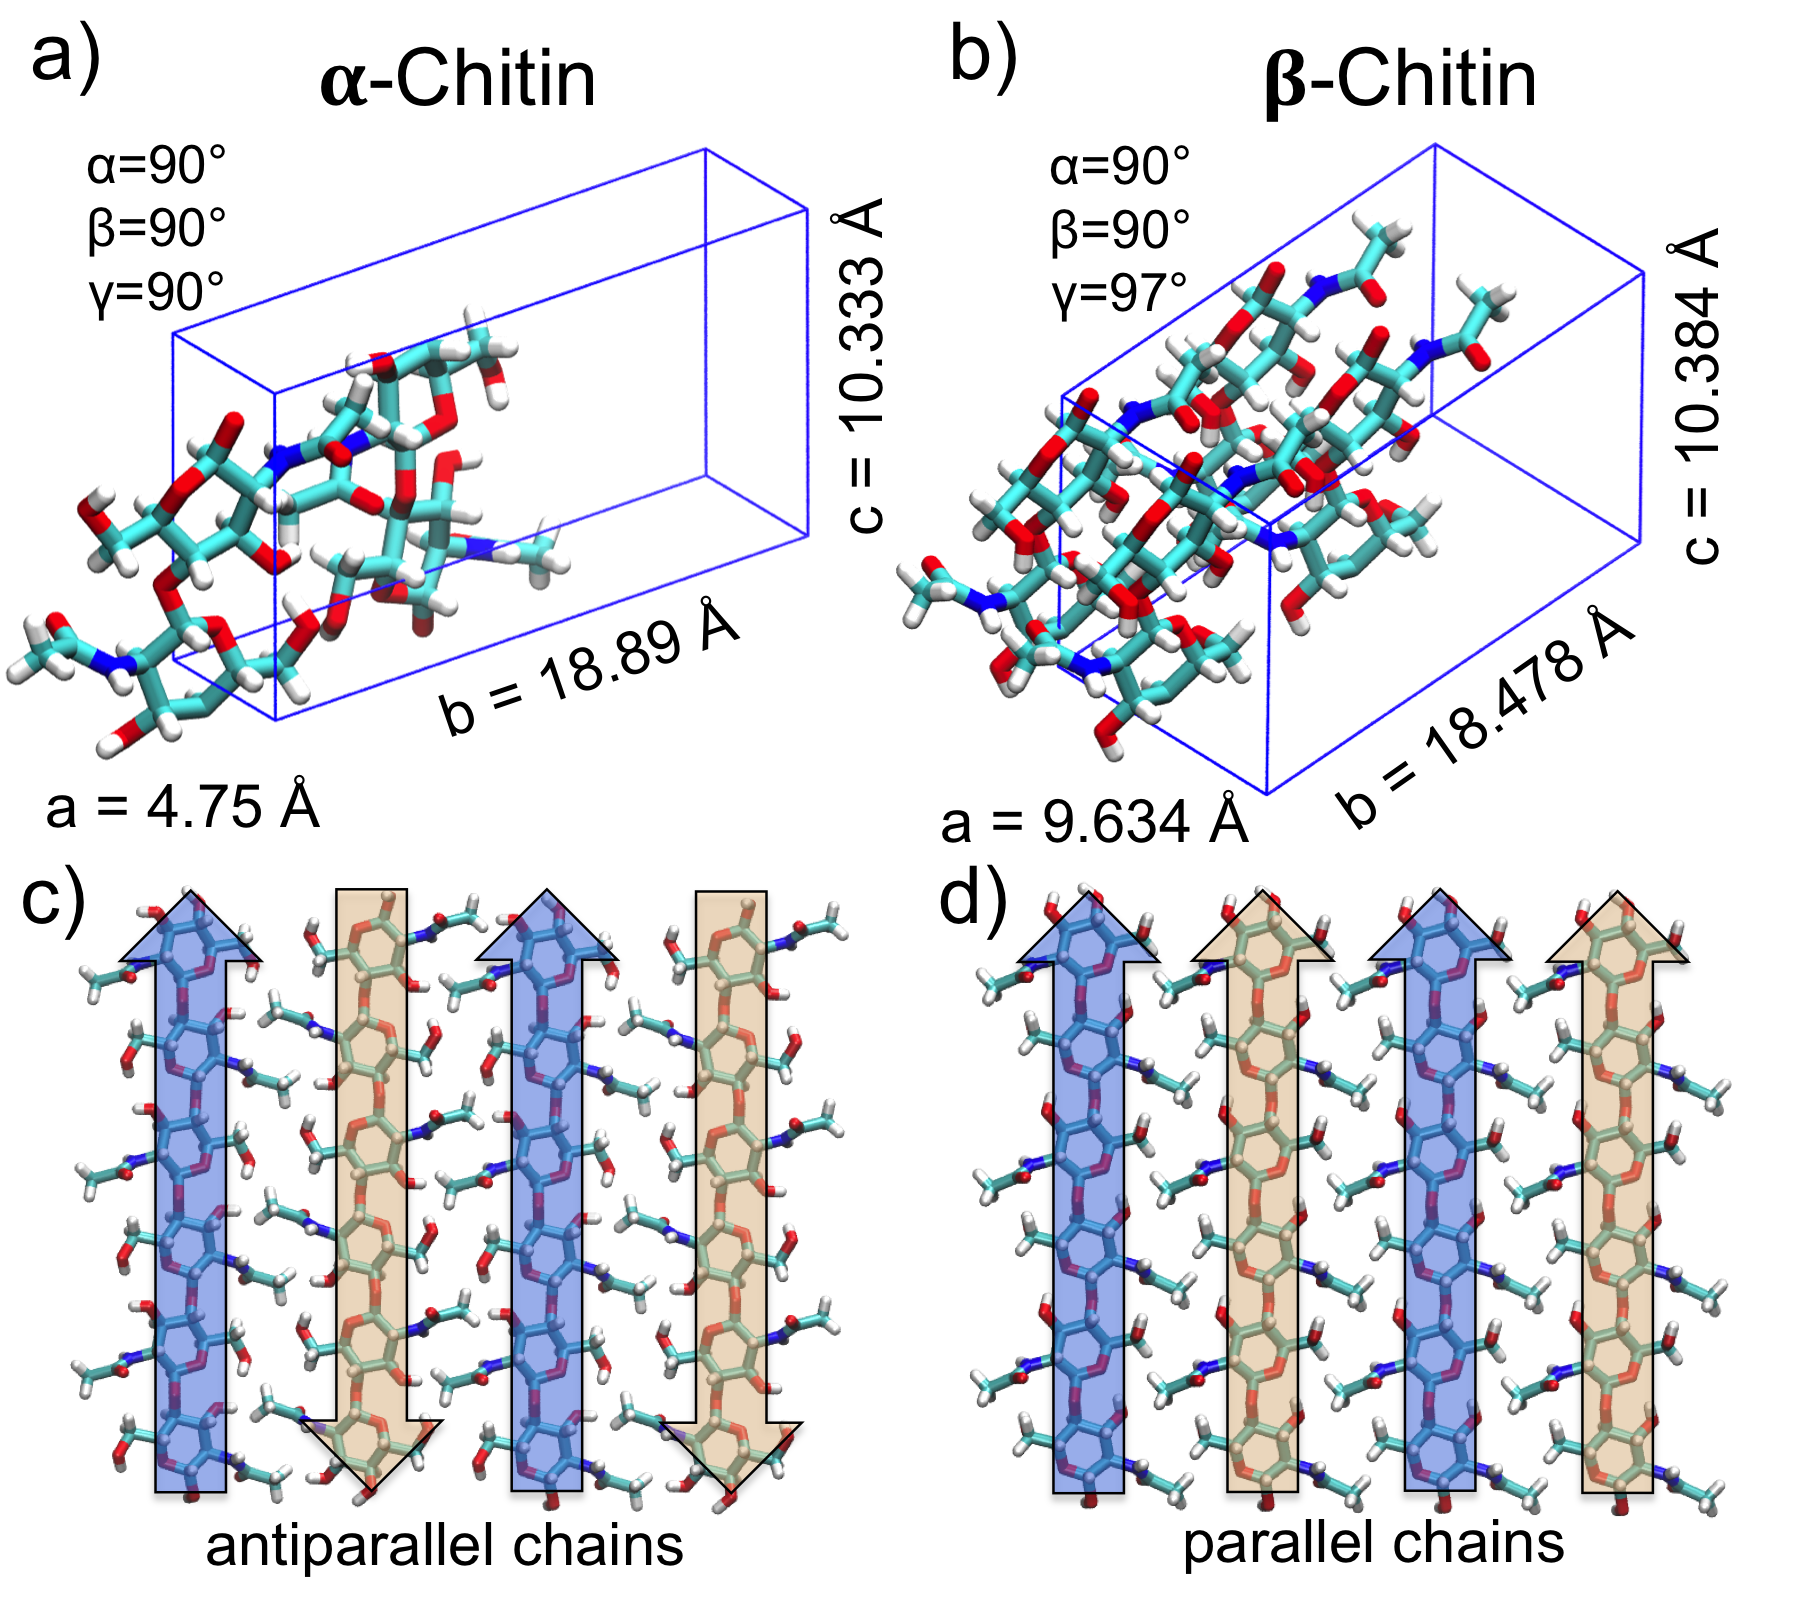 a)
α-Chitin
α=90°
β=90°
γ=90°
c = 10.333 Å
b = 18.89 Å
a = 4.75 Å
b)
β-Chitin
α=90°
β=90°
γ=97°
c = 10.384 Å
b = 18.478 Å
a = 9.634 Å
c)
antiparallel chains
d)
parallel chains